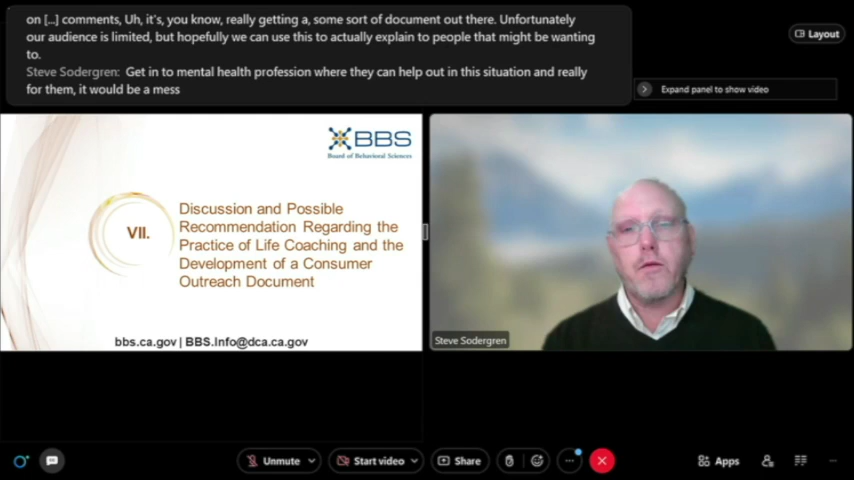 on [...] comments, Uh, it's, you know, really getting a, some sort of document out there. Unfortunately
our audience is limited, but hopefully we can use this to actually explain to people that might be wanting
to.
Steve Sodergren: Get in to mental health profession where they can help out in this situation and really
for them, it would be a mess
Layout
Expand panel to show video
BBS
Board of Behavioral Sciences
VII.
Discussion and Possible
Recommendation Regarding the
Practice of Life Coaching and the
Development of a Consumer
Outreach Document
bbs.ca.gov | BBS.Info@dca.ca.gov
Steve Sodergren
Unmute
Start video
Share
Apps